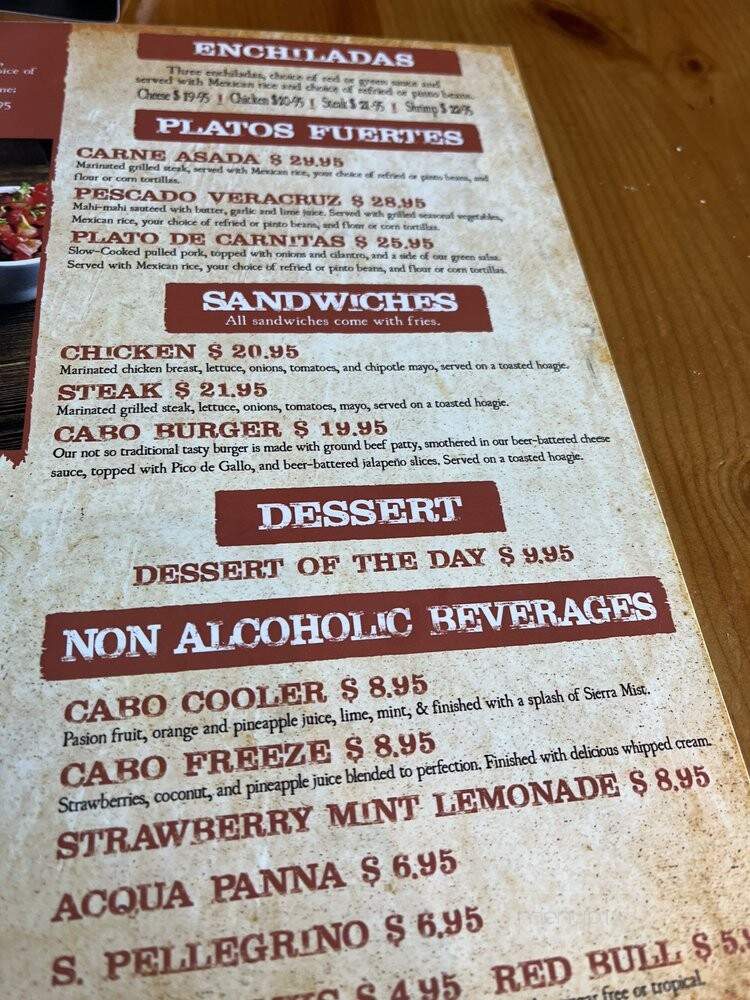 ice of
95
ENCHILADAS
Three enchiladas, choice of red or green sauce and
served with Mexican rice and choice of refried or pinto beans.
Cheese $ 19.95 | Chicken $20.95 | Steak $ 21.95 | Shrimp $ 22.95
PLATOS FUERTES
CARNE ASADA $ 29.95
Marinated grilled steak, served with Mexican rice, your choice of refried or pinto beans, and
flour or corn tortillas.
PESCADO VERACRUZ $ 28.95
Mahi-mahi sauteed with butter, garlic and lime juice. Served with grilled seasonal vegetables,
Mexican rice, your choice of refried or pinto beans, and flour or corn tortillas.
PLATO DE CARNITAS $ 25.95
Slow-Cooked pulled pork, topped with onions and cilantro, and a side of our green salsa.
Served with Mexican rice, your choice of refried or pinto beans, and flour or corn tortillas.
SANDWICHES
All sandwiches come with fries.
CHICKEN $ 20.95
Marinated chicken breast, lettuce, onions, tomatoes, and chipotle mayo, served on a toasted hoagie.
STEAK $ 21.95
Marinated grilled steak, lettuce, onions, tomatoes, mayo, served on a toasted hoagie.
CABO BURGER $ 19.95
Our not so traditional tasty burger is made with ground beef patty, smothered in our beer-battered cheese
sauce, topped with Pico de Gallo, and beer-battered jalapeño slices. Served on a toasted hoagie.
DESSERT
DESSERT OF THE DAY $ 9.95
NON ALCOHOLIC BEVERAGES
CABO COOLER $ 8.95
Pasion fruit, orange and pineapple juice, lime, mint, & finished with a splash of Sierra Mist.
CABO FREEZE $ 8.95
Strawberries, coconut, and pineapple juice blended to perfection. Finished with delicious whipped cream.
STRAWBERRY MINT LEMONADE $ 8.95
ACQUA PANNA $ 6.95
S. PELLEGRINO $ 6.95
$ 4.95 RED BULL $ 5.9
free or tropical.